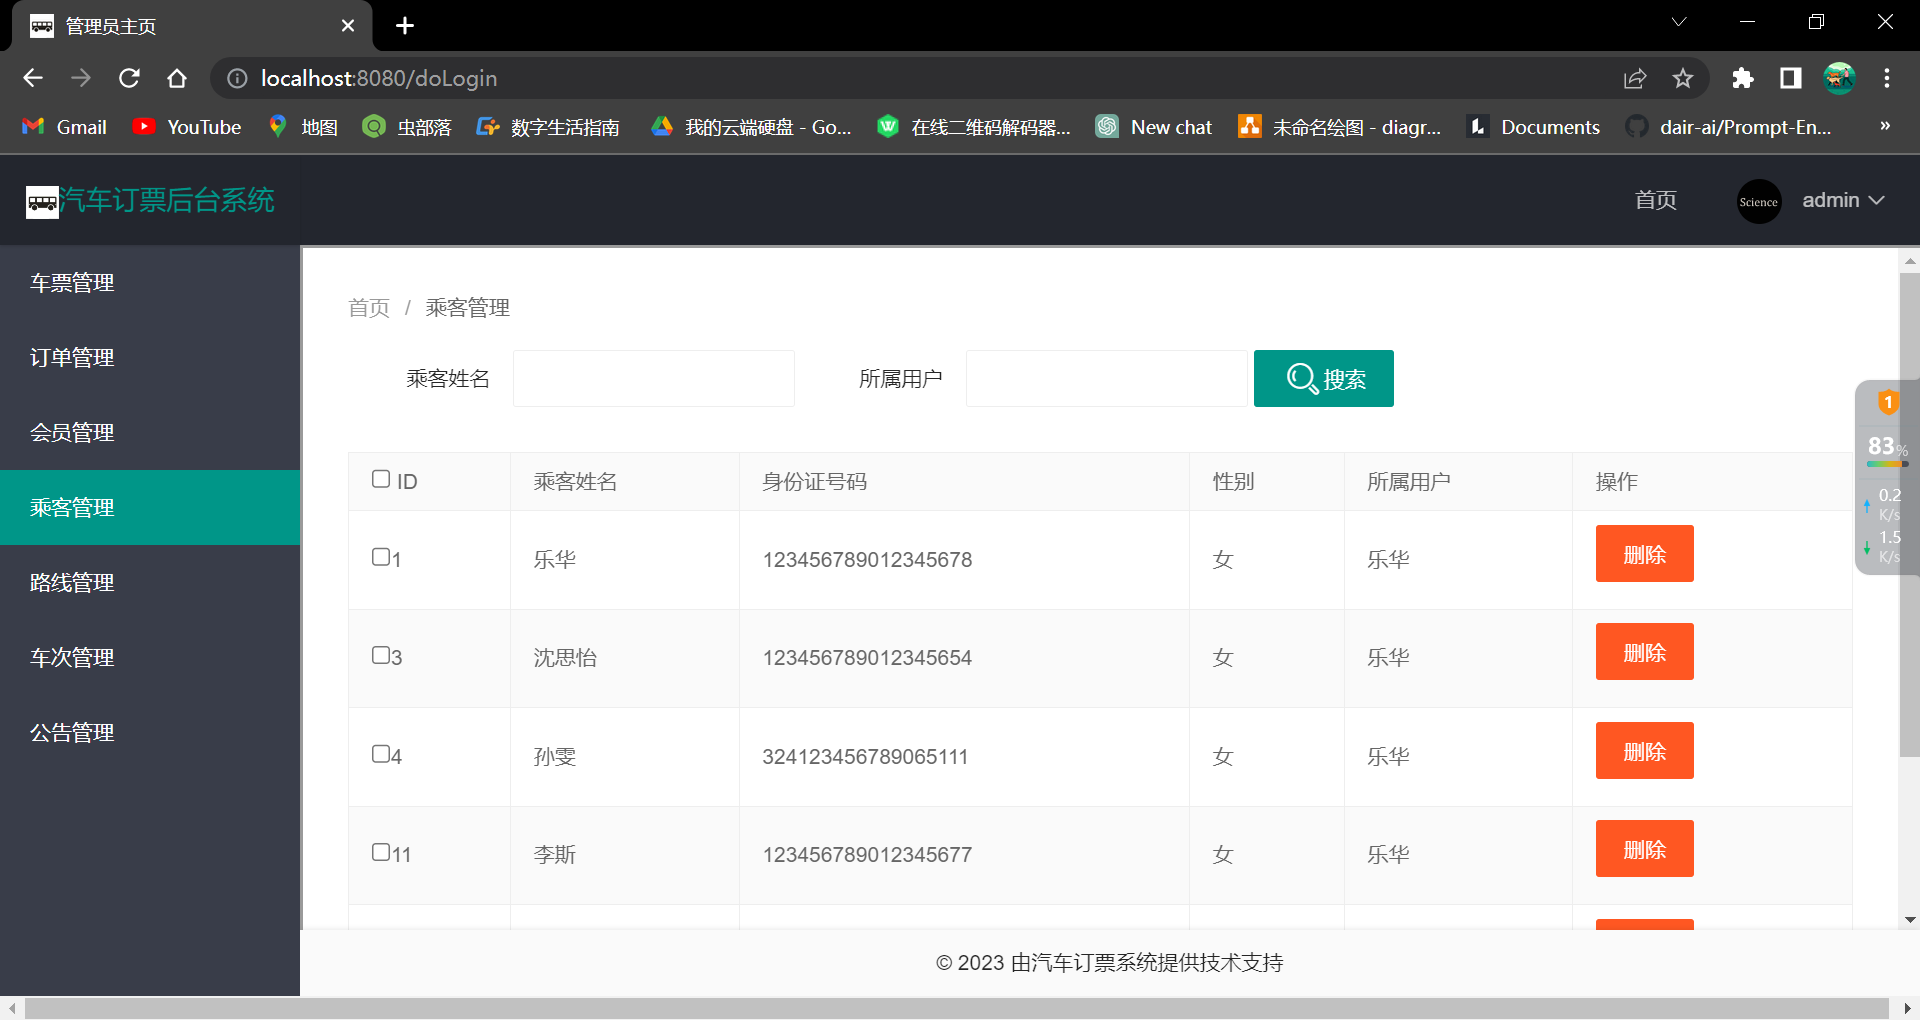 管理员主页
localhost:8080/doLogin
Gmail YouTube 地图 虫部落 数字生活指南 我的云端硬盘 - Go... 在线二维码解码器... New chat 未命名绘图 - diagr... Documents dair-ai/Prompt-En... »
汽车订票后台系统 首页 Science admin
车票管理
订单管理
会员管理
乘客管理
路线管理
车次管理
公告管理
首页 / 乘客管理
乘客姓名 所属用户 搜索
ID 乘客姓名 身份证号码 性别 所属用户 操作
1 乐华 123456789012345678 女 乐华 删除
3 沈思怡 123456789012345654 女 乐华 删除
4 孙雯 324123456789065111 女 乐华 删除
11 李斯 123456789012345677 女 乐华 删除
1
83%
0.2
K/s
1.5
K/s
© 2023 由汽车订票系统提供技术支持